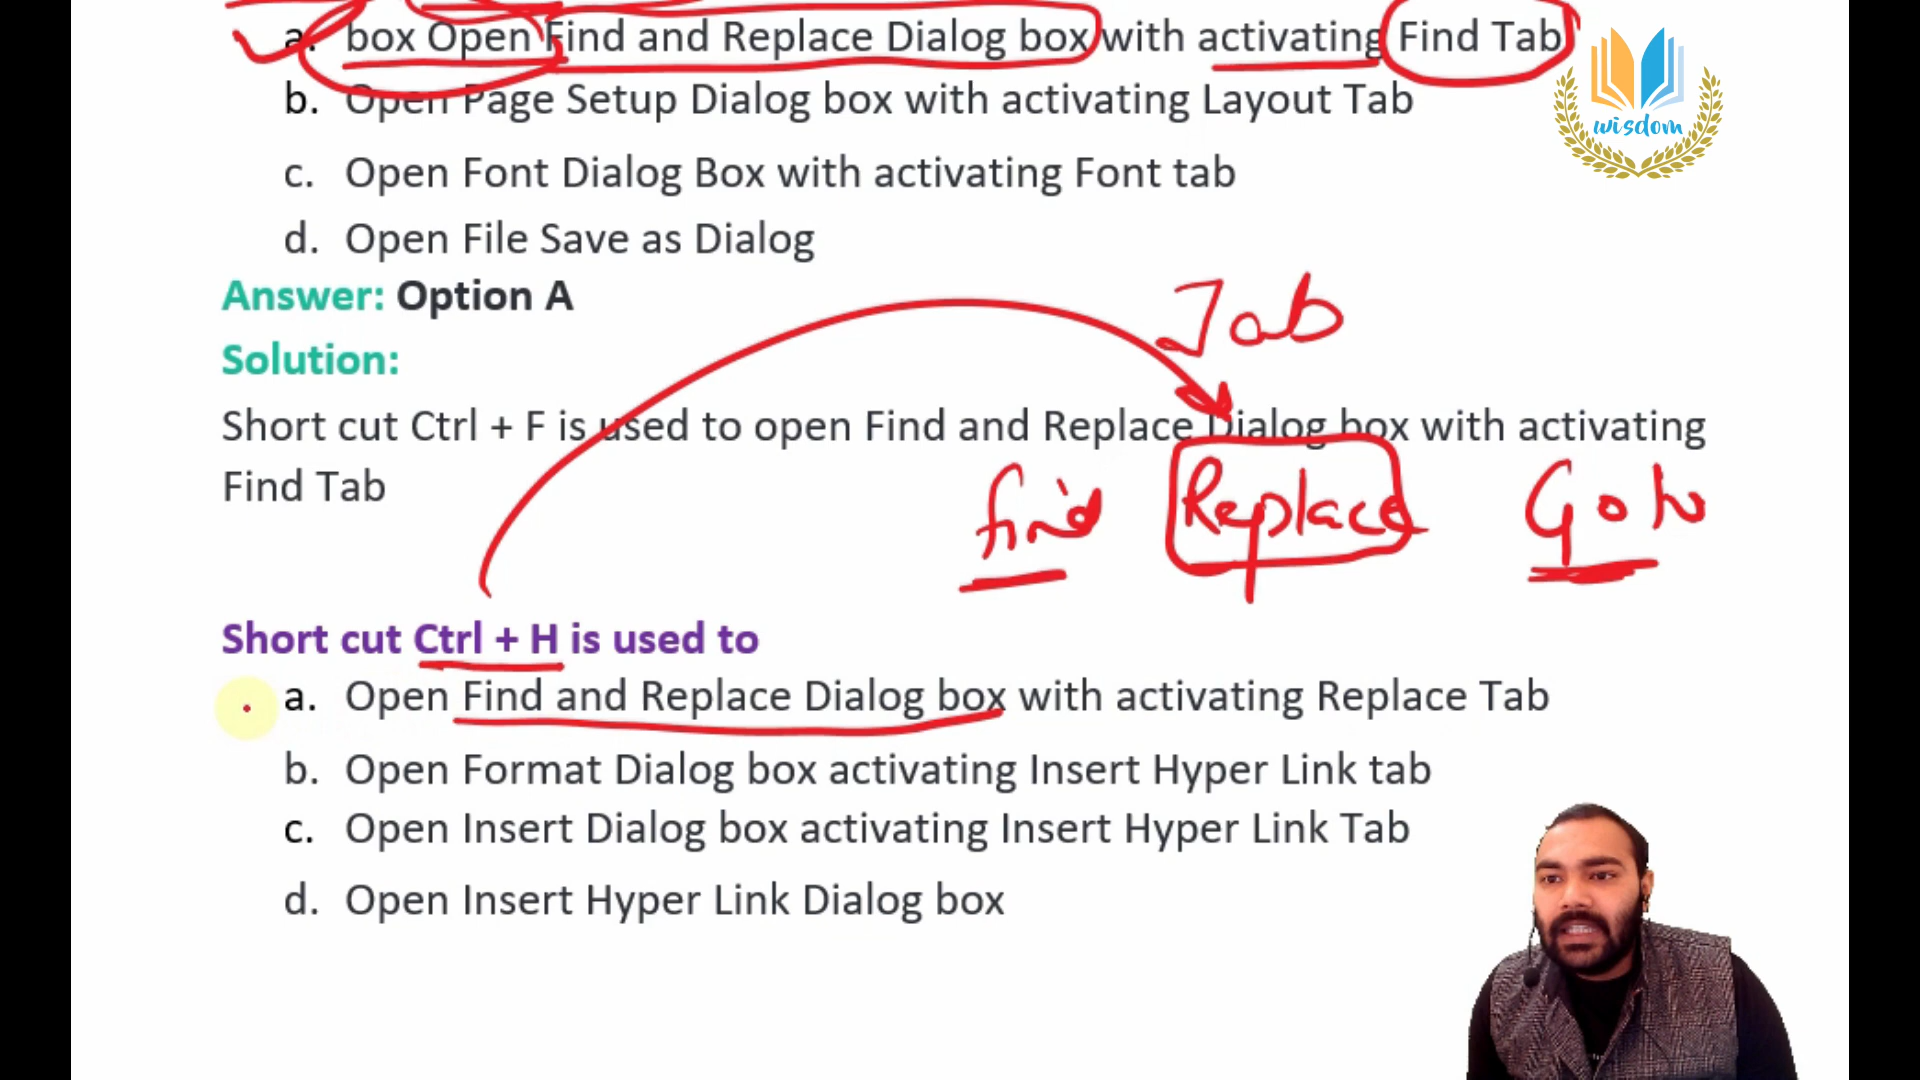 a. box Open Find and Replace Dialog box with activating Find Tab
wisdom
b. Open Page Setup Dialog box with activating Layout Tab
c. Open Font Dialog Box with activating Font tab
d. Open File Save as Dialog
Answer: Option A
Tab
Solution:
Short cut Ctrl + F is used to open Find and Replace Dialog box with activating
Find Tab
find Replace Go to
Short cut Ctrl + H is used to
a. Open Find and Replace Dialog box with activating Replace Tab
b. Open Format Dialog box activating Insert Hyper Link tab
c. Open Insert Dialog box activating Insert Hyper Link Tab
d. Open Insert Hyper Link Dialog box